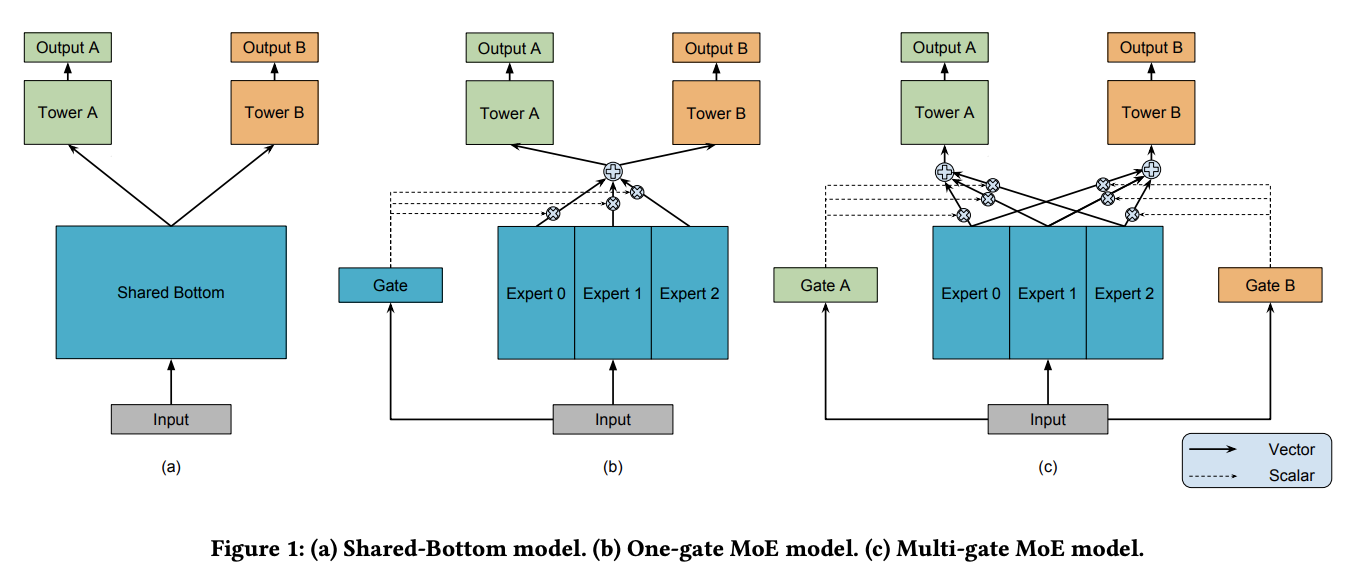 Output A
Output B
Tower A
Tower B
Shared Bottom
Input
(a)
Output A
Output B
Tower A
Tower B
Gate
Expert 0
Expert 1
Expert 2
Input
(b)
Output A
Output B
Tower A
Tower B
Gate A
Expert 0
Expert 1
Expert 2
Gate B
Input
(c)
Vector
Scalar
Figure 1: (a) Shared-Bottom model. (b) One-gate MoE model. (c) Multi-gate MoE model.